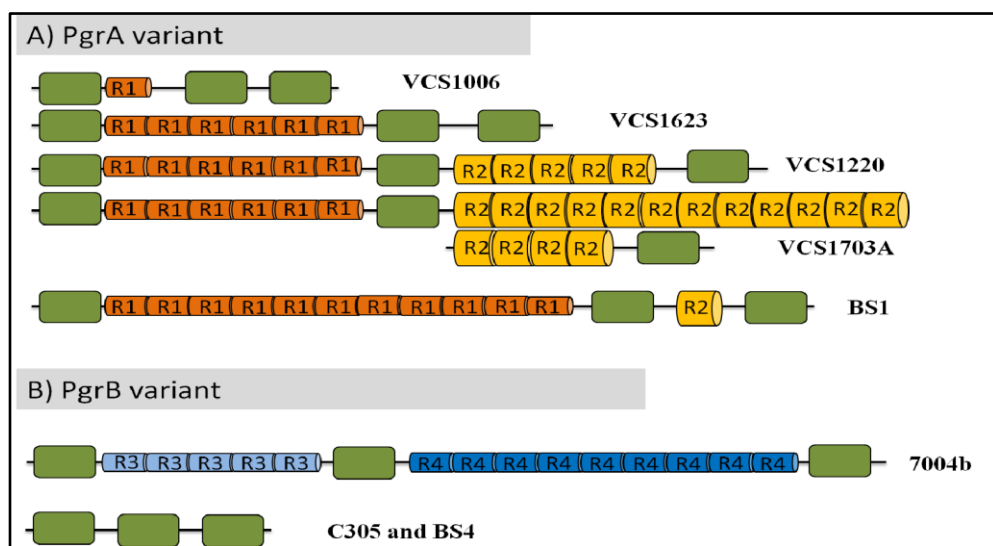 A) PgrA variant
R1 VCS1006
R1 R1 R1 R1 R1 R1 VCS1623
R1 R1 R1 R1 R1 R1 R2 R2 R2 R2 R2 VCS1220
R1 R1 R1 R1 R1 R1 R2 R2 R2 R2 R2 R2 R2 R2 R2 R2 R2
R2 R2 R2 R2 VCS1703A
R1 R1 R1 R1 R1 R1 R1 R1 R1 R1 R1 R2 BS1
B) PgrB variant
R3 R3 R3 R3 R3 R4 R4 R4 R4 R4 R4 R4 R4 R4 7004b
C305 and BS4